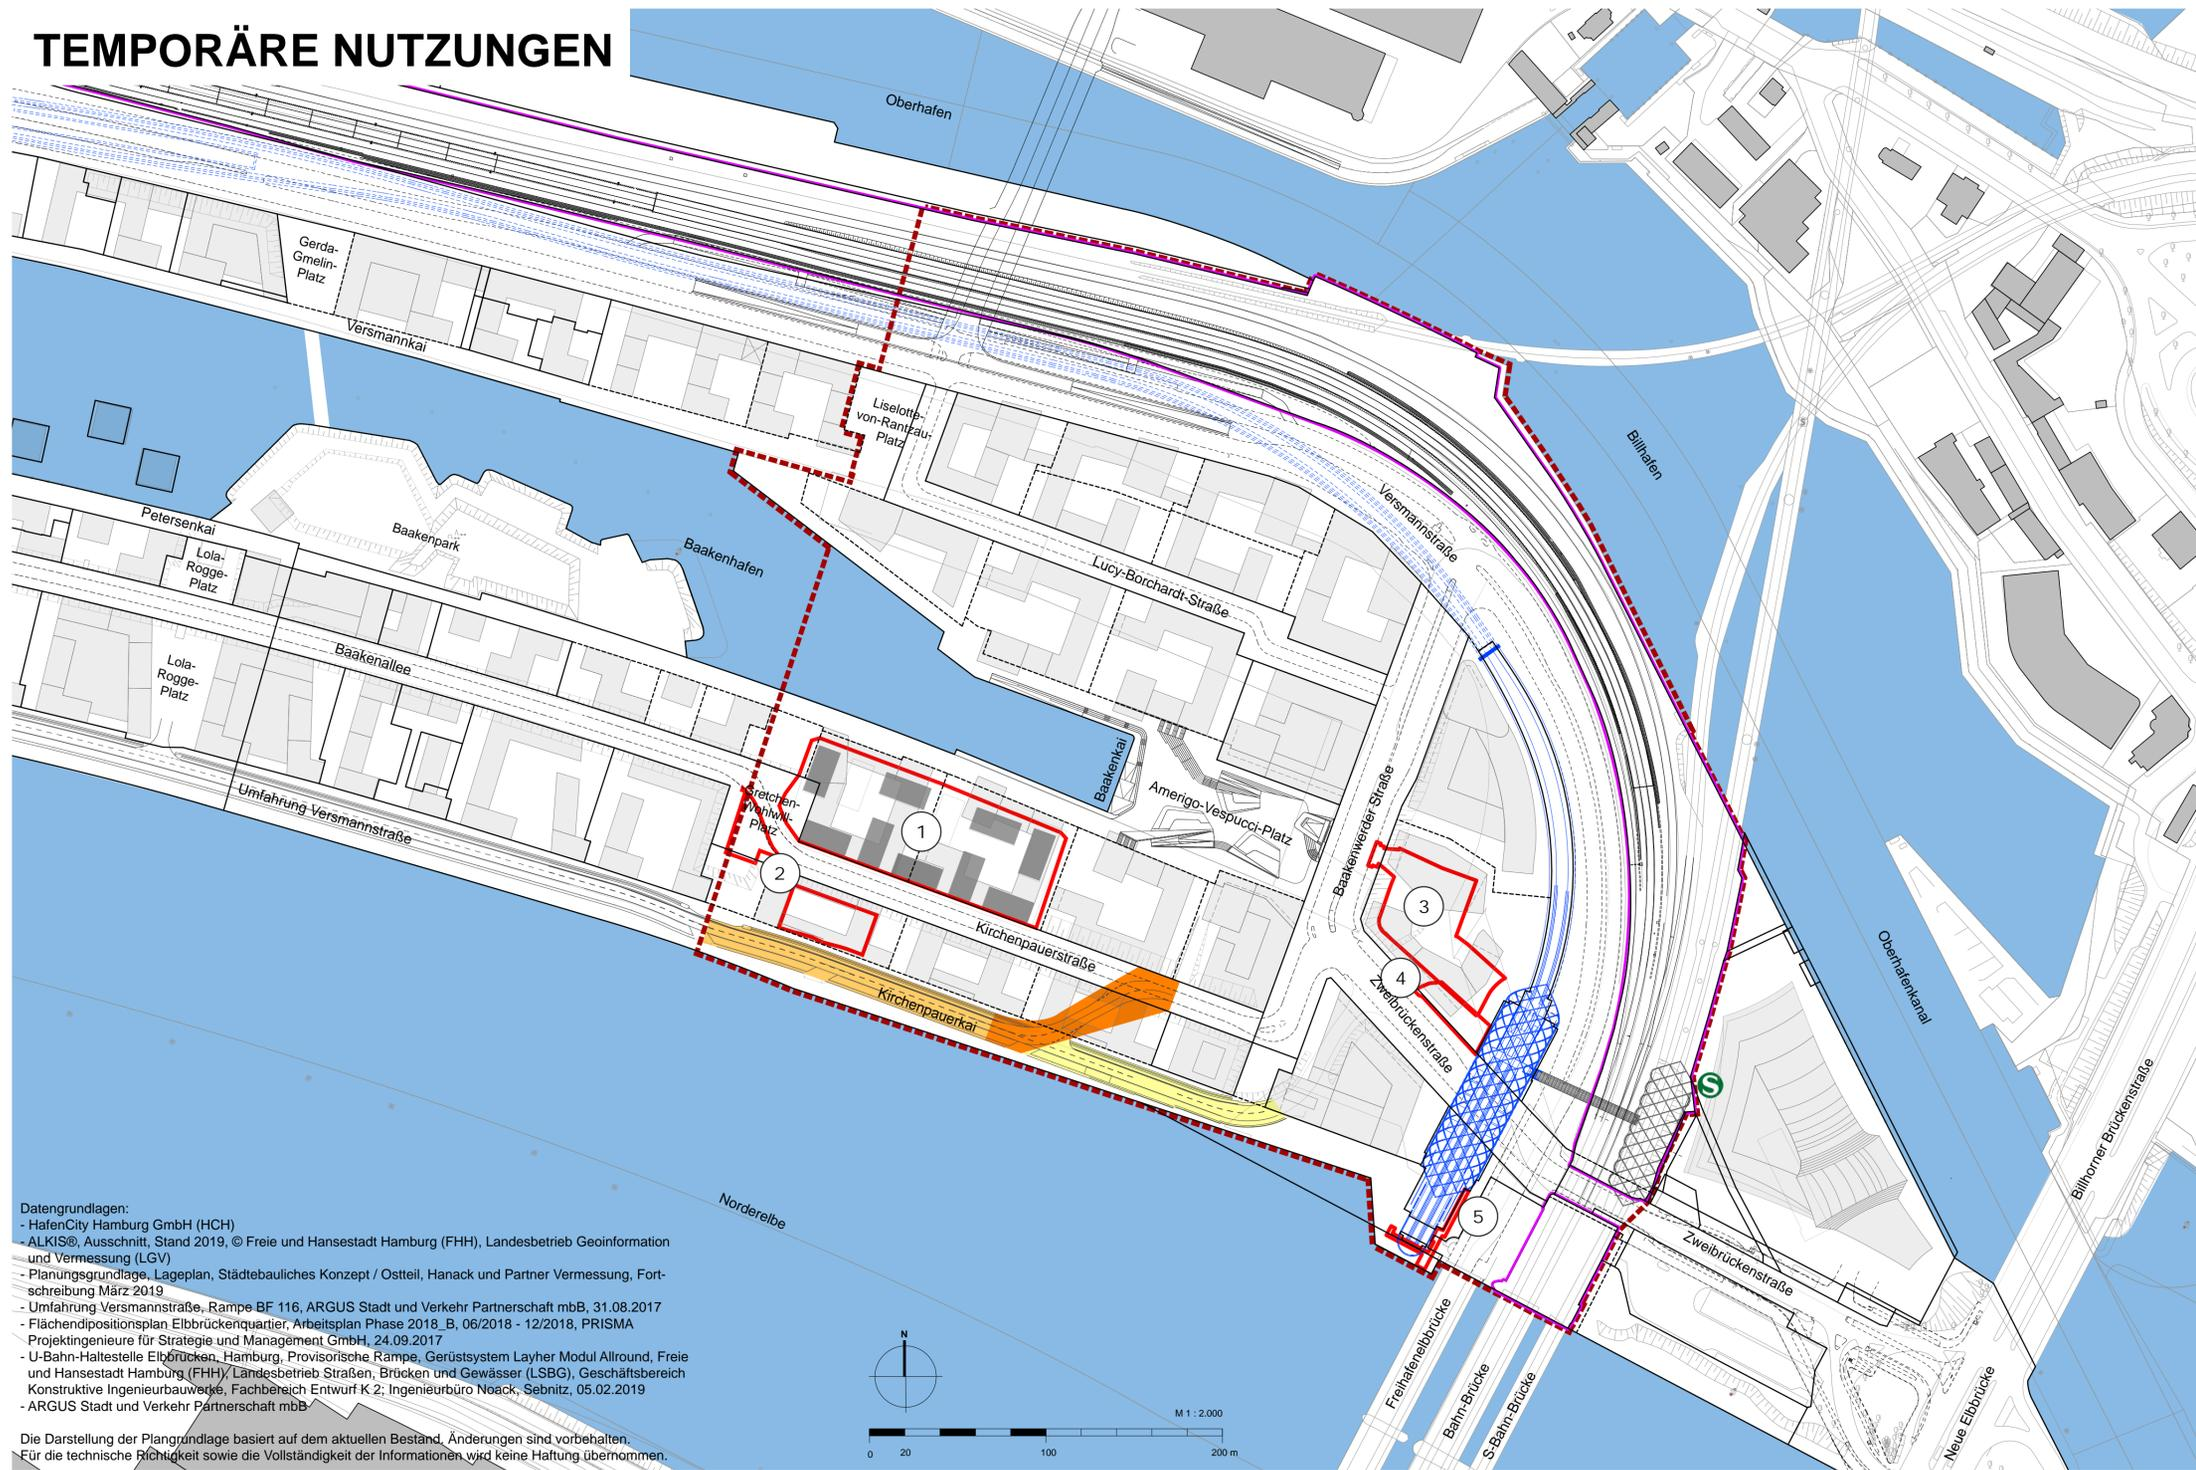 TEMPORÄRE NUTZUNGEN
Oberhafen
Gerda-
Gmelin-
Platz
Versmannkai
Liselotte-
von-Rantzau-
Platz
Billhafen
Versmannstraße
Petersenkai
Lola-
Rogge-
Platz
Baakenpark
Baakenhafen
Lucy-Borchardt-Straße
Baakenallee
Lola-
Rogge-
Platz
Umfahrung Versmannstraße
Gretchen-
Wohlwill-
Platz
1
2
Baakenkai
Amerigo-Vespucci-Platz
Baakenwerder Straße
3
4
Zweibrückenstraße
Kirchenpauerstraße
Kirchenpauerkai
Oberhafenkanal
S
Billhorner Brückenstraße
5
Zweibrückenstraße
Norderelbe
Freihafenelbbrücke
Bahn-Brücke
S-Bahn-Brücke
Neue Elbbrücke
Datengrundlagen:
- HafenCity Hamburg GmbH (HCH)
- ALKIS®, Ausschnitt, Stand 2019, © Freie und Hansestadt Hamburg (FHH), Landesbetrieb Geoinformation
und Vermessung (LGV)
- Planungsgrundlage, Lageplan, Städtebauliches Konzept / Ostteil, Hanack und Partner Vermessung, Fort-
schreibung März 2019
- Umfahrung Versmannstraße, Rampe BF 116, ARGUS Stadt und Verkehr Partnerschaft mbB, 31.08.2017
- Flächendipositionsplan Elbbrückenquartier, Arbeitsplan Phase 2018_B, 06/2018 - 12/2018, PRISMA
Projektingenieure für Strategie und Management GmbH, 24.09.2017
- U-Bahn-Haltestelle Elbbrücken, Hamburg, Provisorische Rampe, Gerüstsystem Layher Modul Allround, Freie
und Hansestadt Hamburg (FHH), Landesbetrieb Straßen, Brücken und Gewässer (LSBG), Geschäftsbereich
Konstruktive Ingenieurbauwerke, Fachbereich Entwurf K 2; Ingenieurbüro Noack, Sebnitz, 05.02.2019
- ARGUS Stadt und Verkehr Partnerschaft mbB
Die Darstellung der Plangrundlage basiert auf dem aktuellen Bestand, Änderungen sind vorbehalten.
Für die technische Richtigkeit sowie die Vollständigkeit der Informationen wird keine Haftung übernommen.
N
M 1 : 2.000
0 20 100 200 m